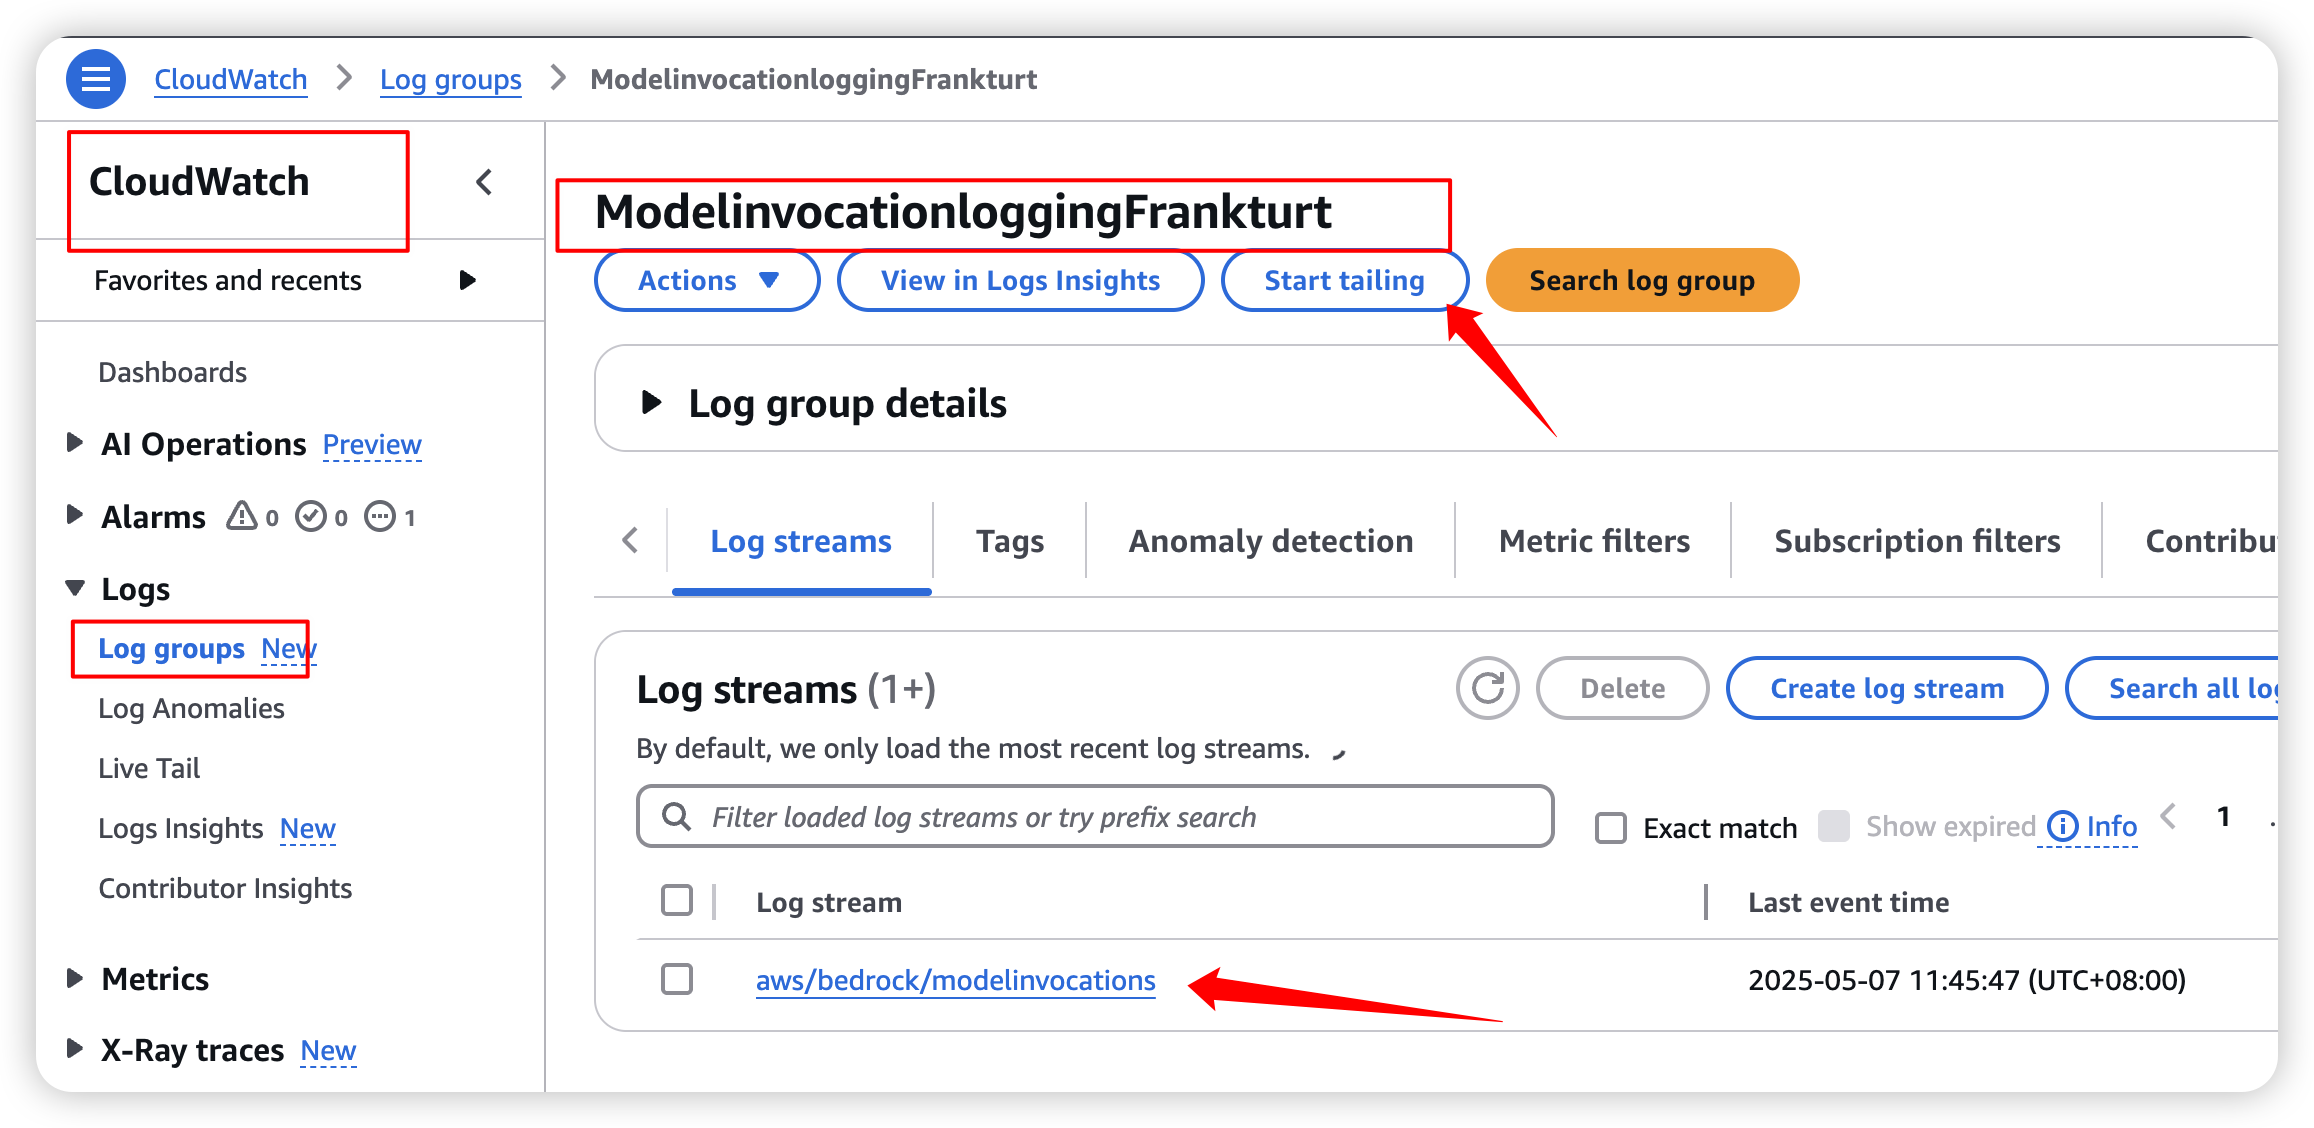 CloudWatch > Log groups > ModelinvocationloggingFrankturt
CloudWatch
Favorites and recents
Dashboards
AI Operations Preview
Alarms 0 0 1
Logs
Log groups New
Log Anomalies
Live Tail
Logs Insights New
Contributor Insights
Metrics
X-Ray traces New
ModelinvocationloggingFrankturt
Actions View in Logs Insights Start tailing Search log group
Log group details
Log streams Tags Anomaly detection Metric filters Subscription filters Contribu
Log streams (1+)
Delete Create log stream Search all log
By default, we only load the most recent log streams.
Filter loaded log streams or try prefix search
Exact match Show expired Info 1
Log stream Last event time
aws/bedrock/modelinvocations 2025-05-07 11:45:47 (UTC+08:00)